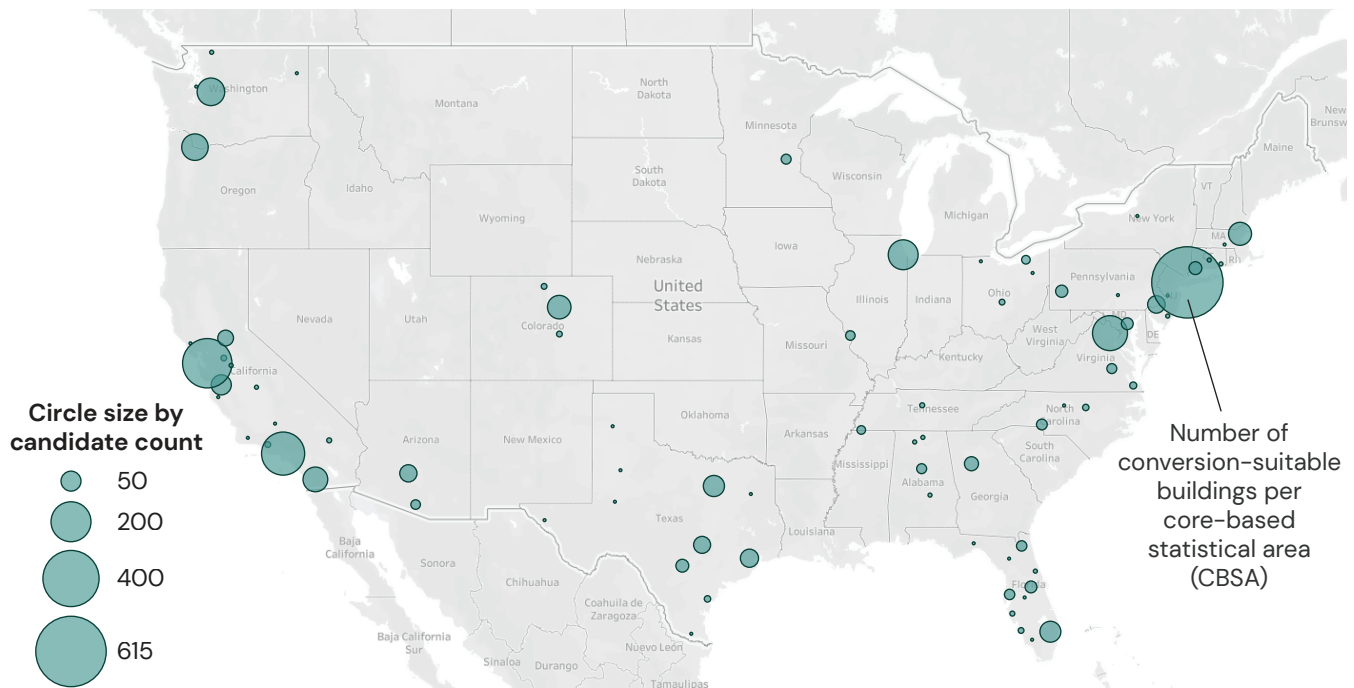 Circle size by
candidate count
50
200
400
615
Number of
conversion-suitable
buildings per
core-based
statistical area
(CBSA)
Washington
Oregon
California
Nevada
Idaho
Montana
Wyoming
Utah
Colorado
Arizona
New Mexico
North
Dakota
South
Dakota
Nebraska
United
States
Kansas
Oklahoma
Texas
Minnesota
Iowa
Missouri
Arkansas
Louisiana
Wisconsin
Illinois
Michigan
Indiana
Ohio
Kentucky
Tennessee
Mississippi
Alabama
Georgia
Florida
South
Carolina
North
Carolina
Virginia
West
Virginia
MD
DE
Pennsylvania
New York
VT
MA
RI
Maine
New
Brunsw
Baja
California
Baja California
Sur
Sonora
Chihuahua
Coahuila de
Zaragoza
Nuevo León
Tamaulipas
Sinaloa
Durango